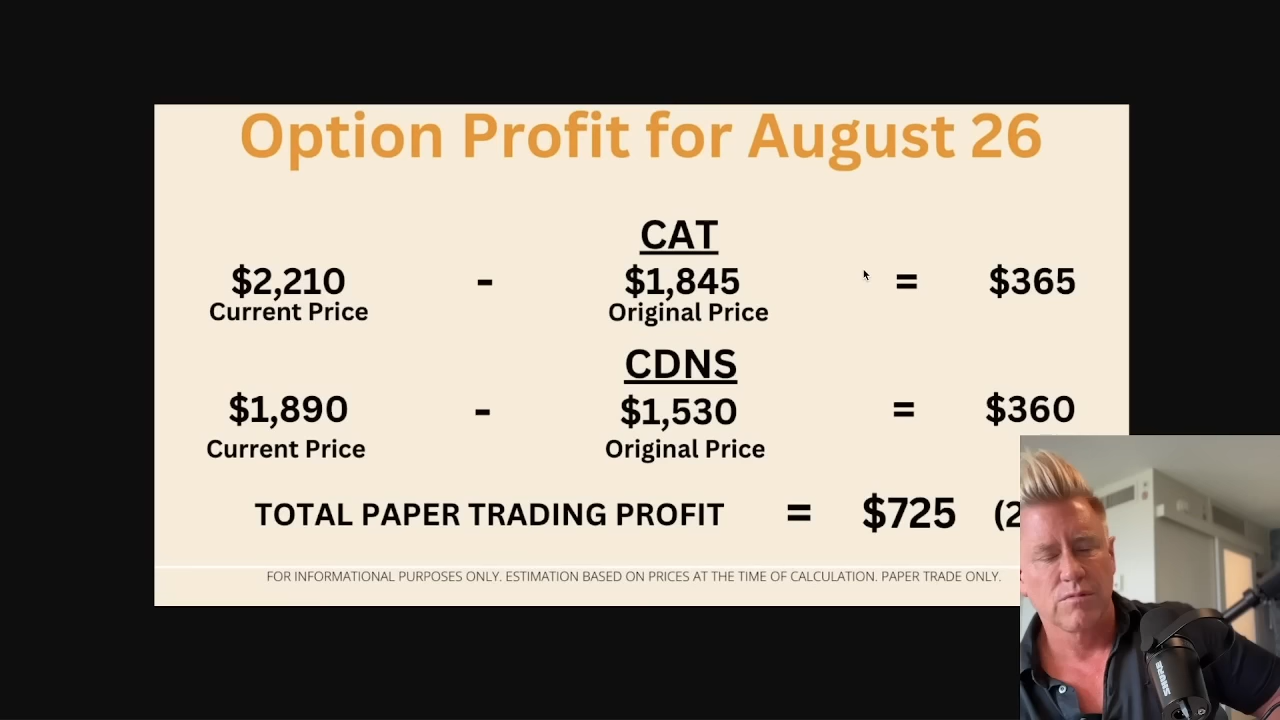 Option Profit for August 26
CAT
$2,210 - $1,845 = $365
Current Price Original Price
CDNS
$1,890 - $1,530 = $360
Current Price Original Price
TOTAL PAPER TRADING PROFIT = $725 (2
FOR INFORMATIONAL PURPOSES ONLY. ESTIMATION BASED ON PRICES AT THE TIME OF CALCULATION. PAPER TRADE ONLY.
SHURE